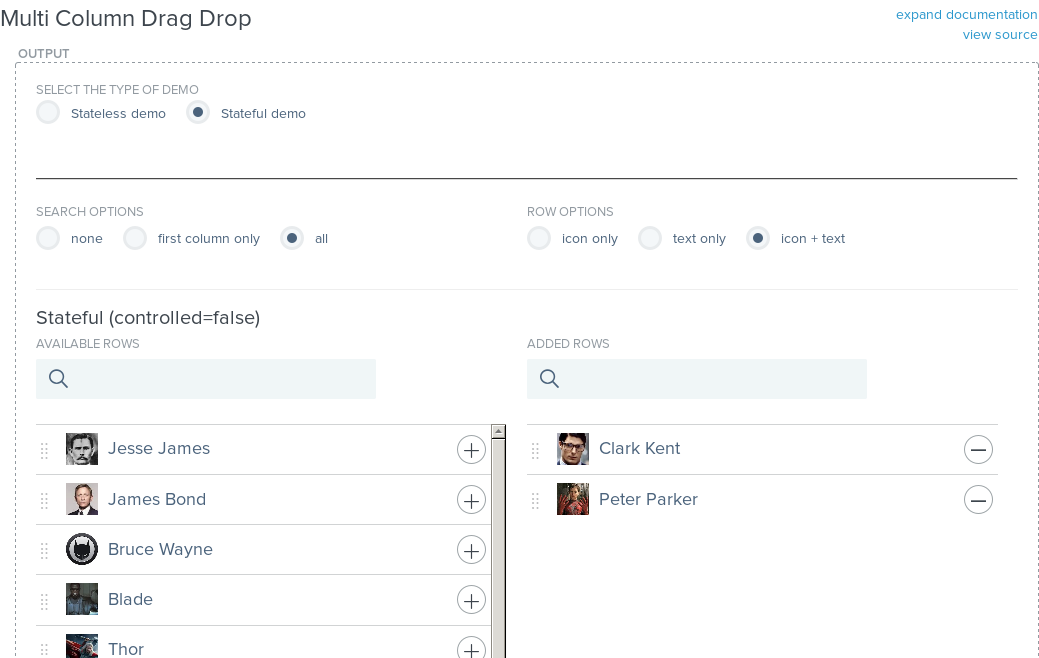 Multi Column Drag Drop
expand documentation
view source
OUTPUT
SELECT THE TYPE OF DEMO
Stateless demo
Stateful demo
SEARCH OPTIONS
none
first column only
all
ROW OPTIONS
icon only
text only
icon + text
Stateful (controlled=false)
AVAILABLE ROWS
Jesse James
James Bond
Bruce Wayne
Blade
Thor
ADDED ROWS
Clark Kent
Peter Parker